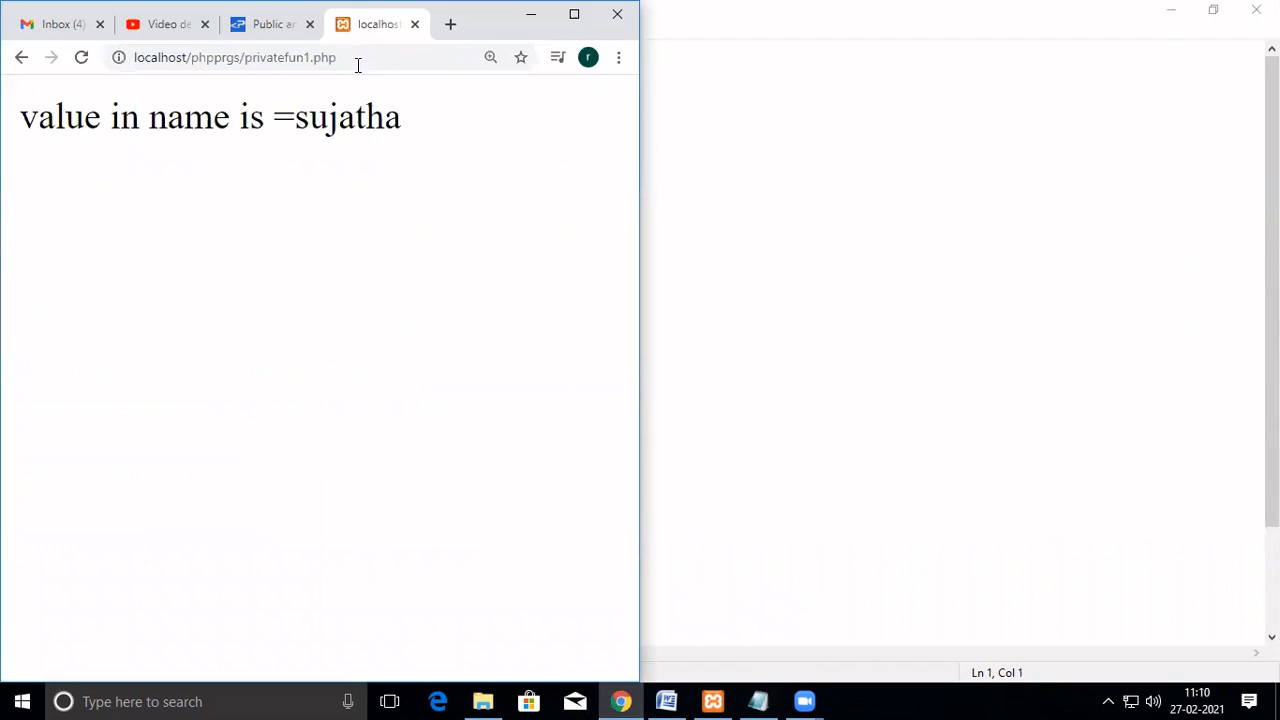 Inbox (4)
Video de
Public ar
localhos
localhost/phpprgs/privatefun1.php
r
value in name is =sujatha
Ln 1, Col 1
Type here to search
11:10
27-02-2021